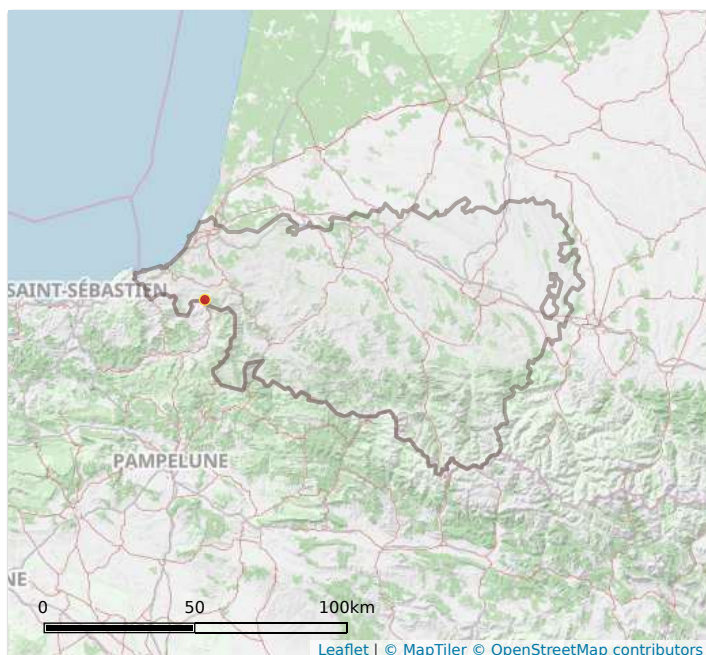 SAINT-SÉBASTIEN
PAMPELUNE
NE
0 50 100km
Leaflet | © MapTiler © OpenStreetMap contributors